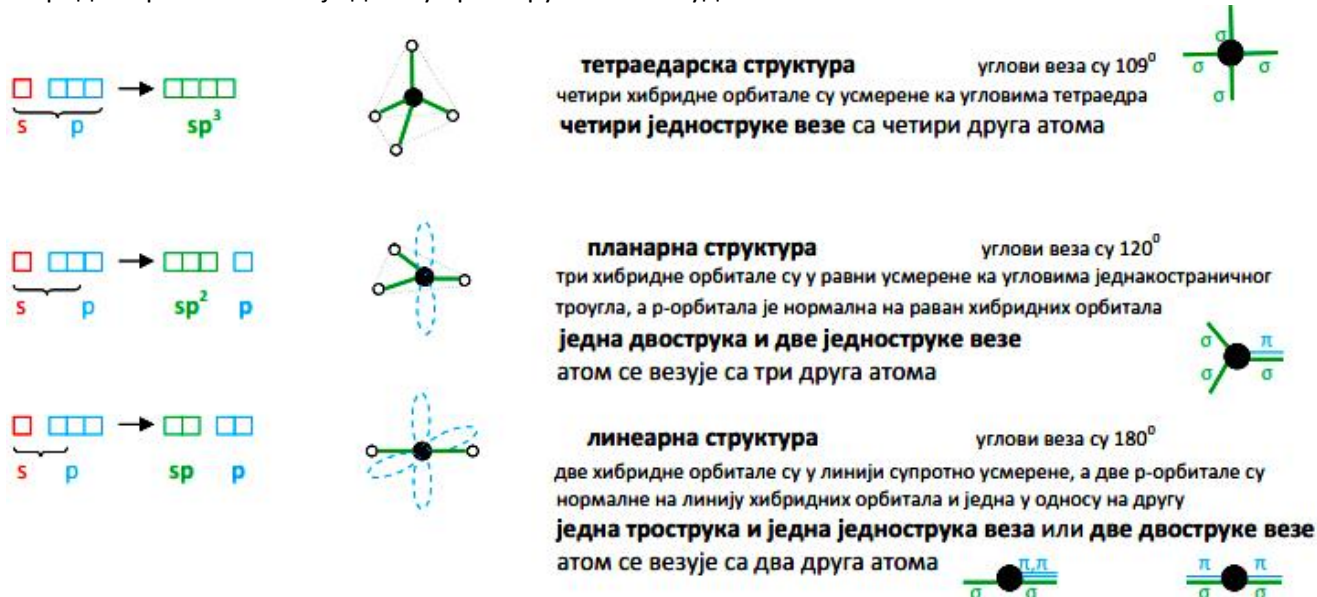 тетраедарска структура углови веза су 109⁰
четири хибридне орбитале су усмерене ка угловима тетраедра
четири једноструке везе са четири друга атома
s p sp³
σ
σ σ
σ
планарна структура углови веза су 120⁰
три хибридне орбитале су у равни усмерене ка угловима једнакостраничног
троугла, а p-орбитала је нормална на раван хибридних орбитала
једна двострука и две једноструке везе
атом се везује са три друга атома
s p sp² p
σ π
σ σ
линеарна структура углови веза су 180⁰
две хибридне орбитале су у линији супротно усмерене, а две p-орбитале су
нормалне на линију хибридних орбитала и једна у односу на другу
једна трострука и једна једнострука веза или две двоструке везе
атом се везује са два друга атома
s p sp p
π,π
σ σ
π π
σ σ